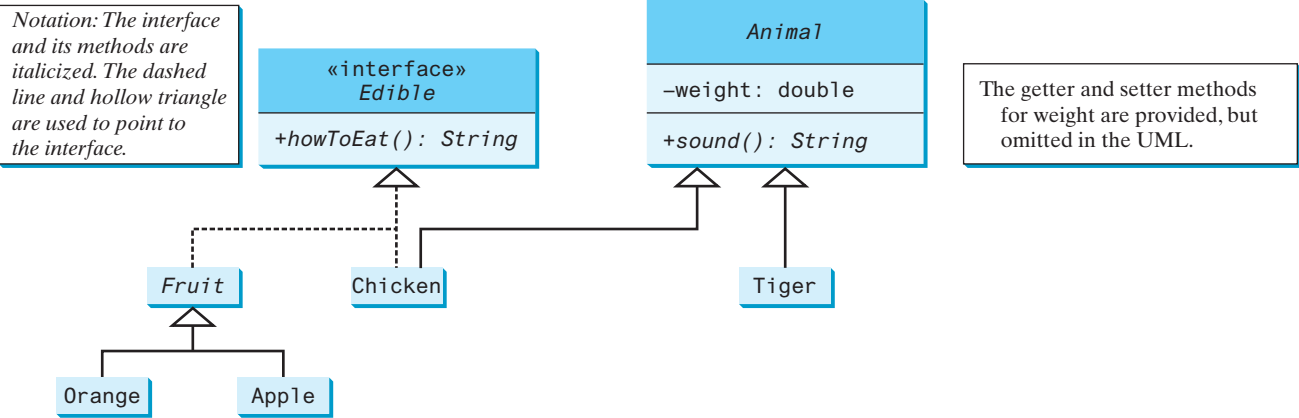 Notation: The interface
and its methods are
italicized. The dashed
line and hollow triangle
are used to point to
the interface.
«interface»
Edible
+howToEat(): String
Animal
–weight: double
+sound(): String
The getter and setter methods
for weight are provided, but
omitted in the UML.
Fruit
Chicken
Tiger
Orange
Apple